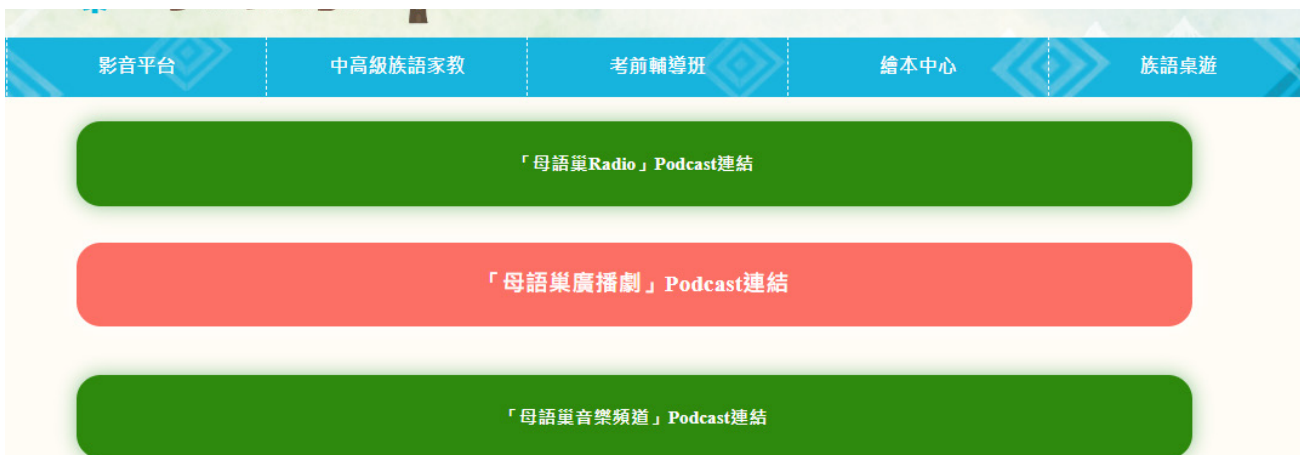 影音平台
中高級族語家教
考前輔導班
繪本中心
族語桌遊
「母語巢Radio」Podcast連結
「母語巢廣播劇」Podcast連結
「母語巢音樂頻道」Podcast連結